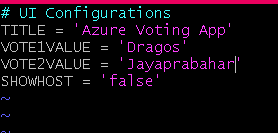 # UI Configurations
TITLE = 'Azure Voting App'
VOTE1VALUE = 'Dragos'
VOTE2VALUE = 'Jayaprabahar'
SHOWHOST = 'false'
~
~
~